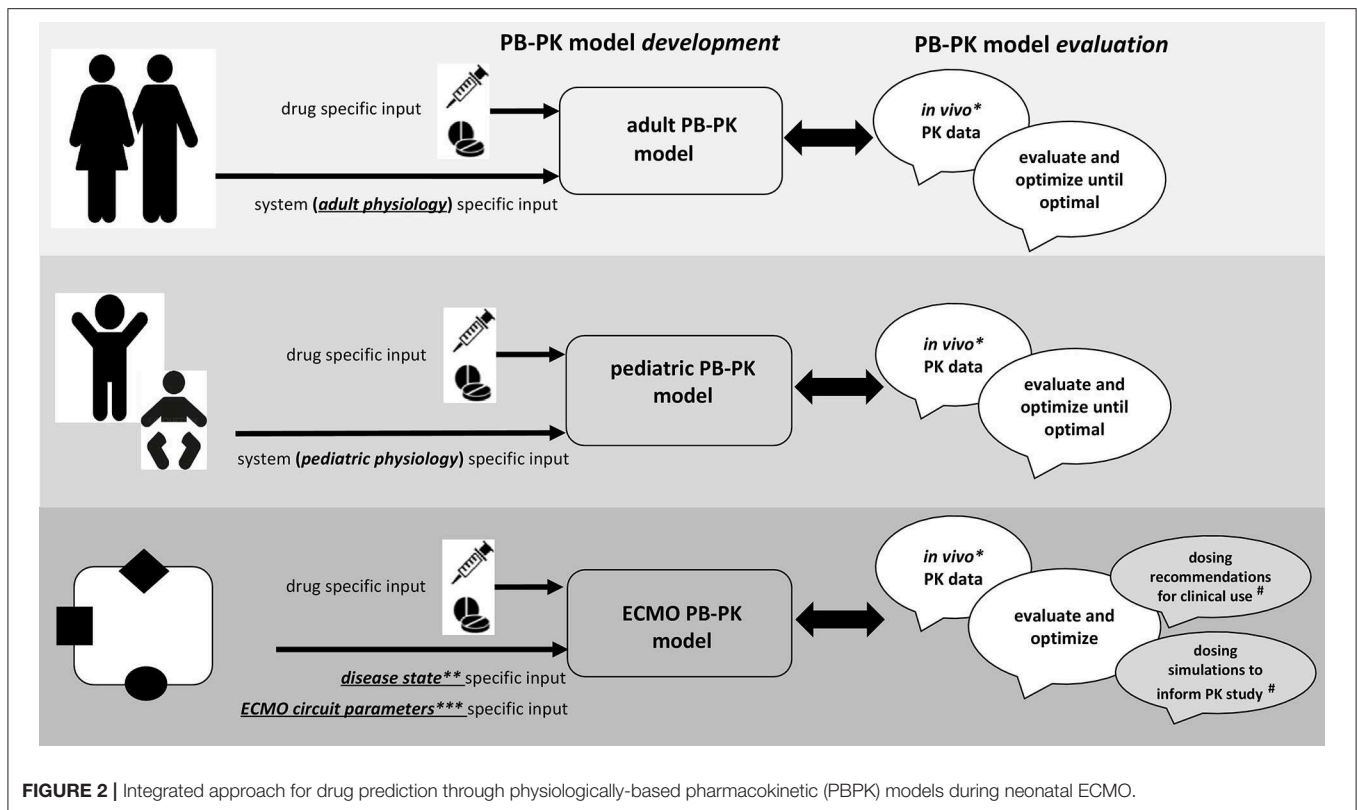 PB-PK model development
PB-PK model evaluation
drug specific input
adult PB-PK
model
system (adult physiology) specific input
in vivo*
PK data
evaluate and
optimize until
optimal
drug specific input
pediatric PB-PK
model
system (pediatric physiology) specific input
in vivo*
PK data
evaluate and
optimize until
optimal
drug specific input
ECMO PB-PK
model
disease state** specific input
ECMO circuit parameters*** specific input
in vivo*
PK data
evaluate and
optimize
dosing
recommendations
for clinical use #
dosing
simulations to
inform PK study #
FIGURE 2 | Integrated approach for drug prediction through physiologically-based pharmacokinetic (PBPK) models during neonatal ECMO.